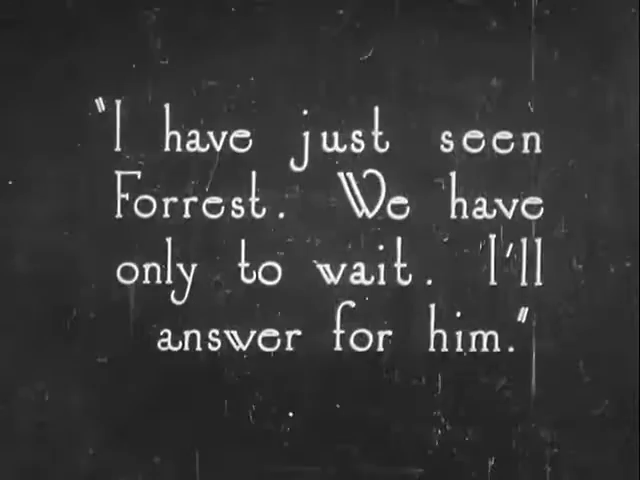 "I have just seen
Forrest. We have
only to wait. I'll
answer for him."